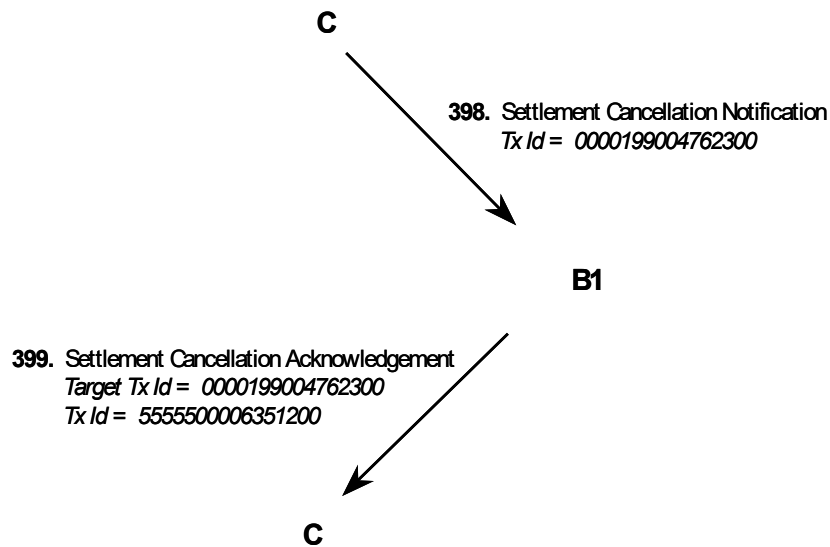 C
398. Settlement Cancellation Notification
Tx Id = 0000199004762300
B1
399. Settlement Cancellation Acknowledgement
Target Tx Id = 0000199004762300
Tx Id = 5555500006351200
C